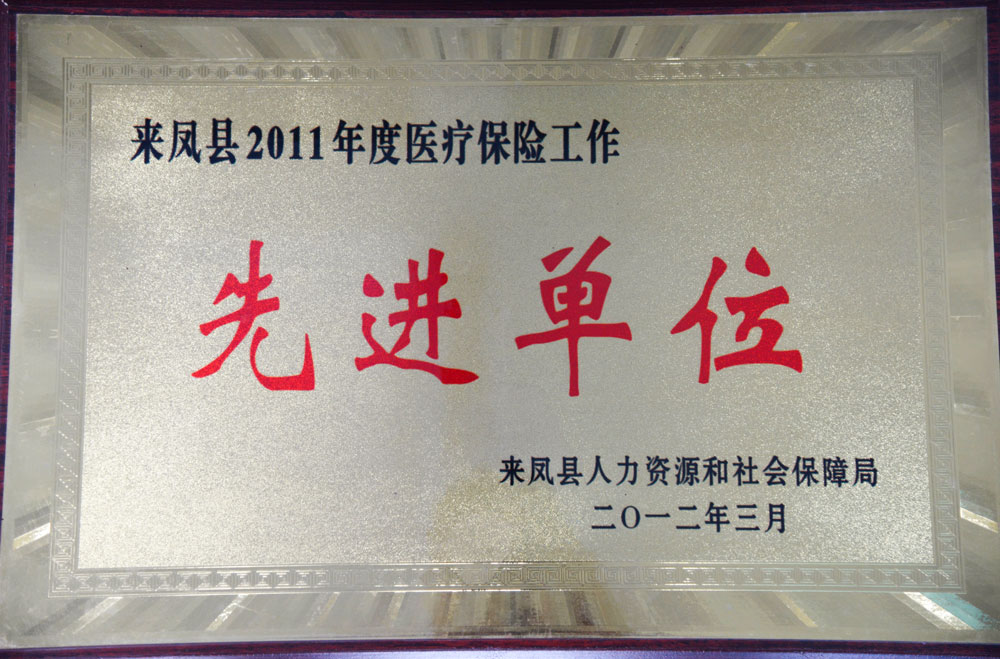 来凤县2011年度医疗保险工作
先进单位
来凤县人力资源和社会保障局
二〇一二年三月